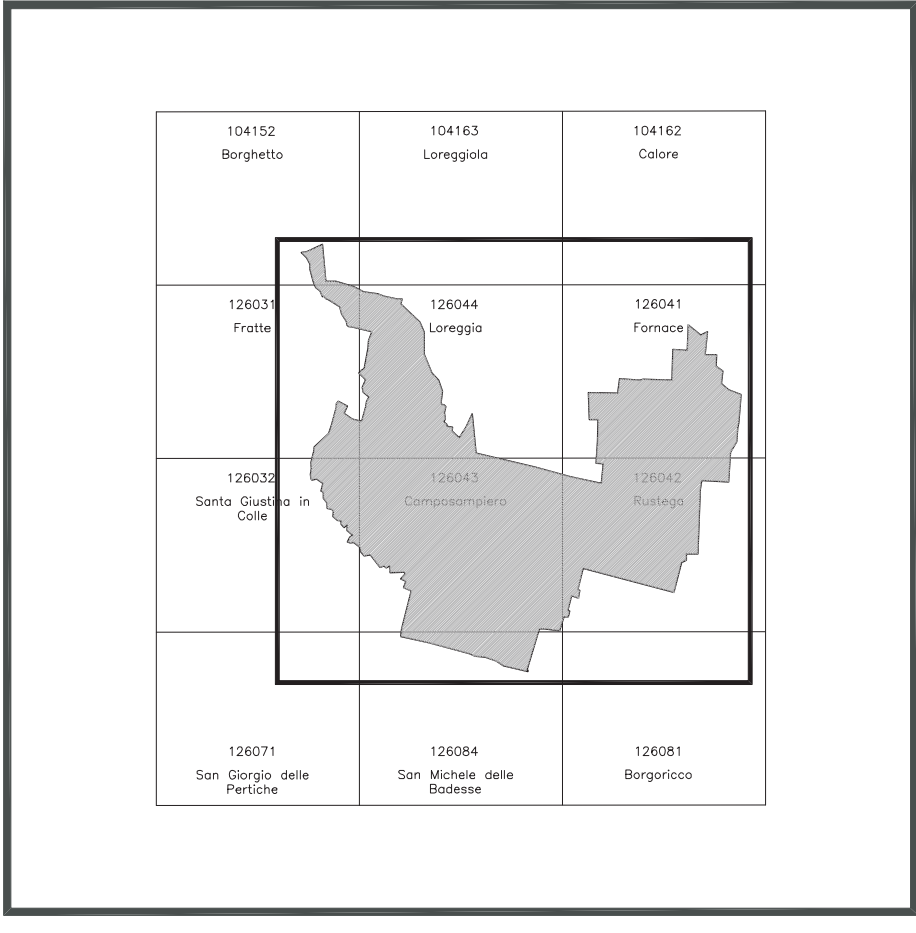 104152
Borghetto
104163
Loreggiola
104162
Calore
126031
Fratte
126044
Loreggia
126041
Fornace
126032
Santa Giustina in
Colle
126043
Camposampiero
126042
Rustega
126071
San Giorgio delle
Pertiche
126084
San Michele delle
Badesse
126081
Borgoricco